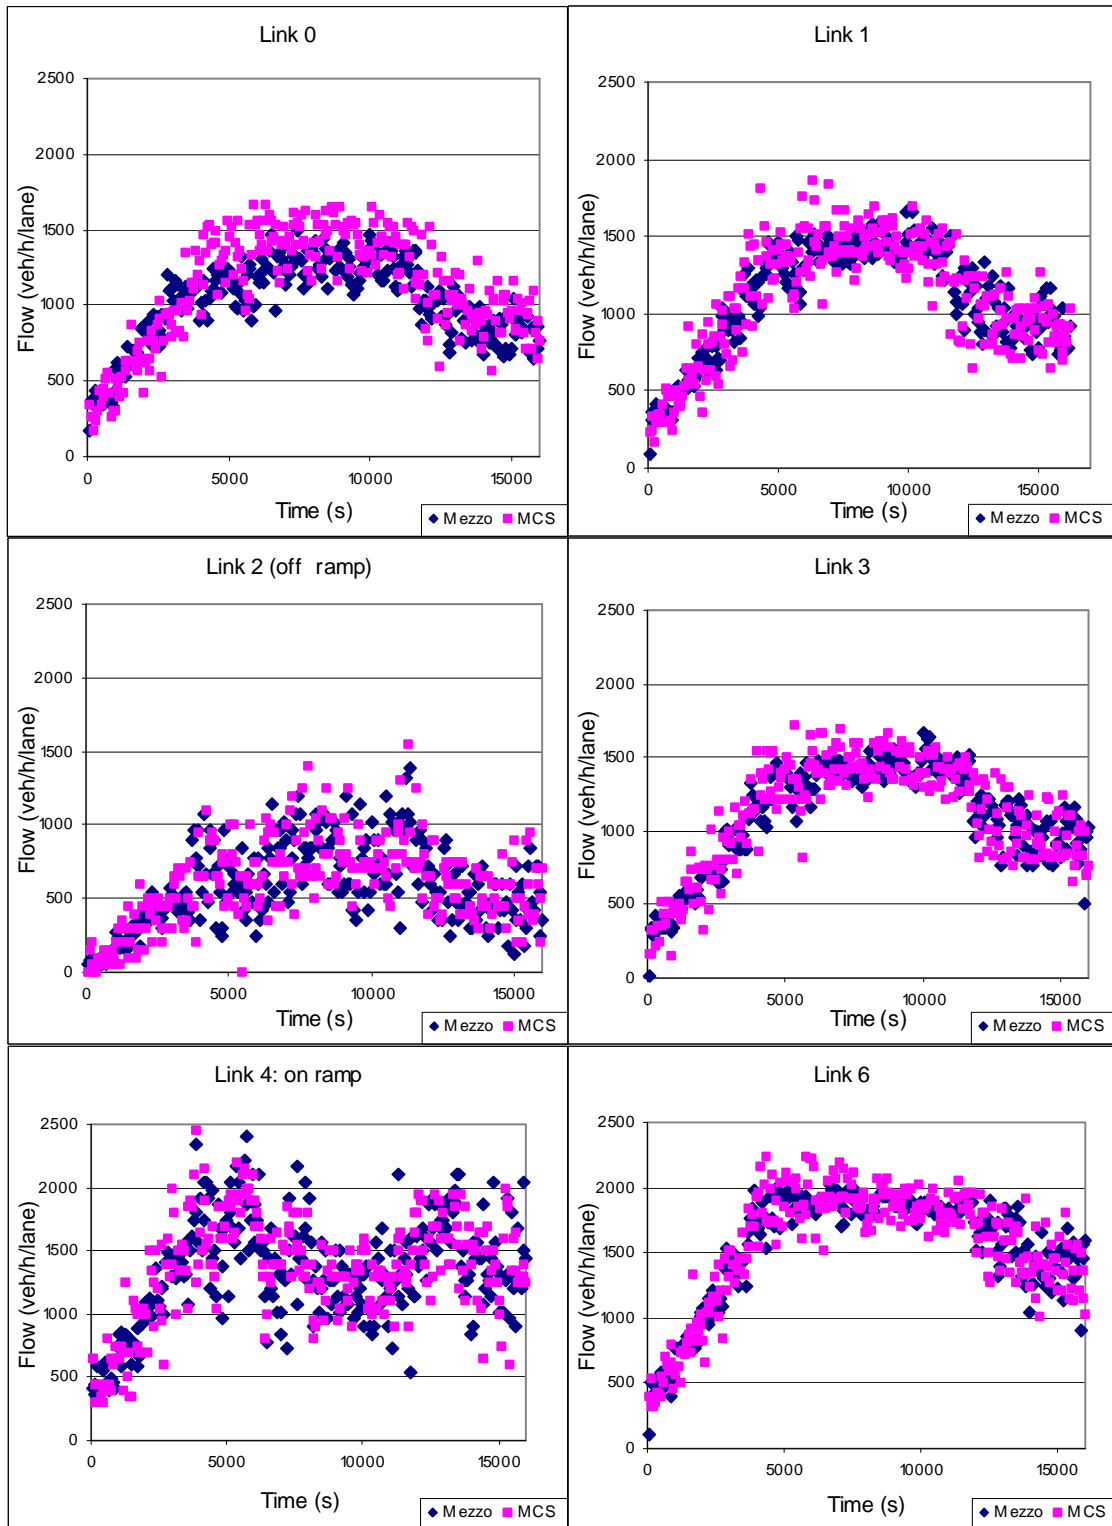 Link 0
2500
2000
1500
1000
500
0
Flow (veh/h/lane)
0 5000 10000 15000
Time (s)
Mezzo MCS
Link 1
2500
2000
1500
1000
500
0
Flow (veh/h/lane)
0 5000 10000 15000
Time (s)
Mezzo MCS
Link 2 (off ramp)
2500
2000
1500
1000
500
0
Flow (veh/h/lane)
0 5000 10000 15000
Time (s)
Mezzo MCS
Link 3
2500
2000
1500
1000
500
0
Flow (veh/h/lane)
0 5000 10000 15000
Time (s)
Mezzo MCS
Link 4: on ramp
2500
2000
1500
1000
500
0
Flow (veh/h/lane)
0 5000 10000 15000
Time (s)
Mezzo MCS
Link 6
2500
2000
1500
1000
500
0
Flow (veh/h/lane)
0 5000 10000 15000
Time (s)
Mezzo MCS